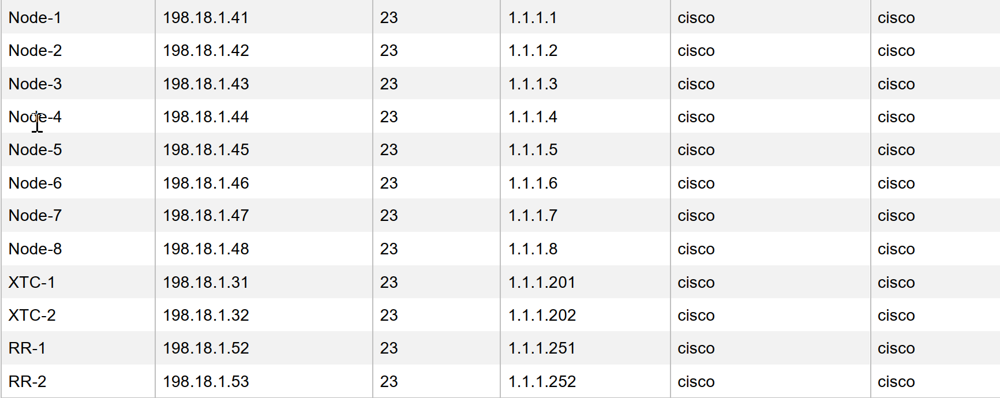 Node-1 198.18.1.41 23 1.1.1.1 cisco cisco
Node-2 198.18.1.42 23 1.1.1.2 cisco cisco
Node-3 198.18.1.43 23 1.1.1.3 cisco cisco
Node-4 198.18.1.44 23 1.1.1.4 cisco cisco
Node-5 198.18.1.45 23 1.1.1.5 cisco cisco
Node-6 198.18.1.46 23 1.1.1.6 cisco cisco
Node-7 198.18.1.47 23 1.1.1.7 cisco cisco
Node-8 198.18.1.48 23 1.1.1.8 cisco cisco
XTC-1 198.18.1.31 23 1.1.1.201 cisco cisco
XTC-2 198.18.1.32 23 1.1.1.202 cisco cisco
RR-1 198.18.1.52 23 1.1.1.251 cisco cisco
RR-2 198.18.1.53 23 1.1.1.252 cisco cisco